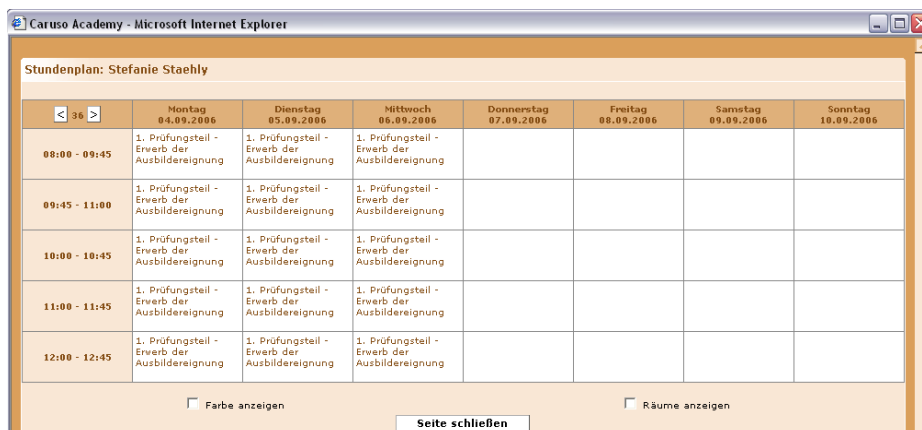 Caruso Academy - Microsoft Internet Explorer
Stundenplan: Stefanie Staehly
< 36 >
Montag
04.09.2006
Dienstag
05.09.2006
Mittwoch
06.09.2006
Donnerstag
07.09.2006
Freitag
08.09.2006
Samstag
09.09.2006
Sonntag
10.09.2006
08:00 - 09:45
1. Prüfungsteil -
Erwerb der
Ausbildereignung
1. Prüfungsteil -
Erwerb der
Ausbildereignung
1. Prüfungsteil -
Erwerb der
Ausbildereignung
09:45 - 11:00
1. Prüfungsteil -
Erwerb der
Ausbildereignung
1. Prüfungsteil -
Erwerb der
Ausbildereignung
1. Prüfungsteil -
Erwerb der
Ausbildereignung
10:00 - 10:45
1. Prüfungsteil -
Erwerb der
Ausbildereignung
1. Prüfungsteil -
Erwerb der
Ausbildereignung
1. Prüfungsteil -
Erwerb der
Ausbildereignung
11:00 - 11:45
1. Prüfungsteil -
Erwerb der
Ausbildereignung
1. Prüfungsteil -
Erwerb der
Ausbildereignung
1. Prüfungsteil -
Erwerb der
Ausbildereignung
12:00 - 12:45
1. Prüfungsteil -
Erwerb der
Ausbildereignung
1. Prüfungsteil -
Erwerb der
Ausbildereignung
1. Prüfungsteil -
Erwerb der
Ausbildereignung
Farbe anzeigen
Räume anzeigen
Seite schließen